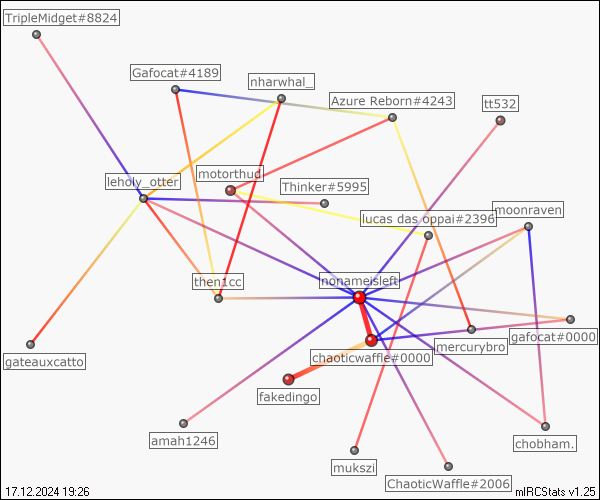 TripleMidget#8824
Gafocat#4189
nharwhal_
Azure Reborn#4243
tt532
motorthud
leholy_otter
Thinker#5995
moonraven
lucas das oppai#2396
then1cc
nonameisleft
gafocat#0000
mercurybro
chaoticwaffle#0000
gateauxcatto
fakedingo
amah1246
chobham.
mukszi
ChaoticWaffle#2006
17.12.2024 19:26
mIRCStats v1.25